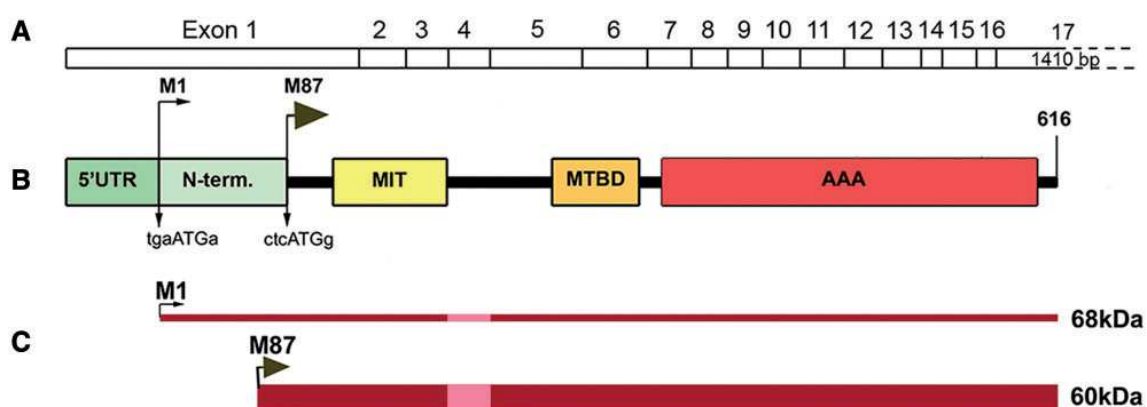 A
Exon 1 2 3 4 5 6 7 8 9 10 11 12 13 14 15 16 17
1410 bp
M1 M87
616
B
5'UTR N-term. MIT MTBD AAA
tgaATGa ctcATGg
M1
68kDa
C
M87
60kDa